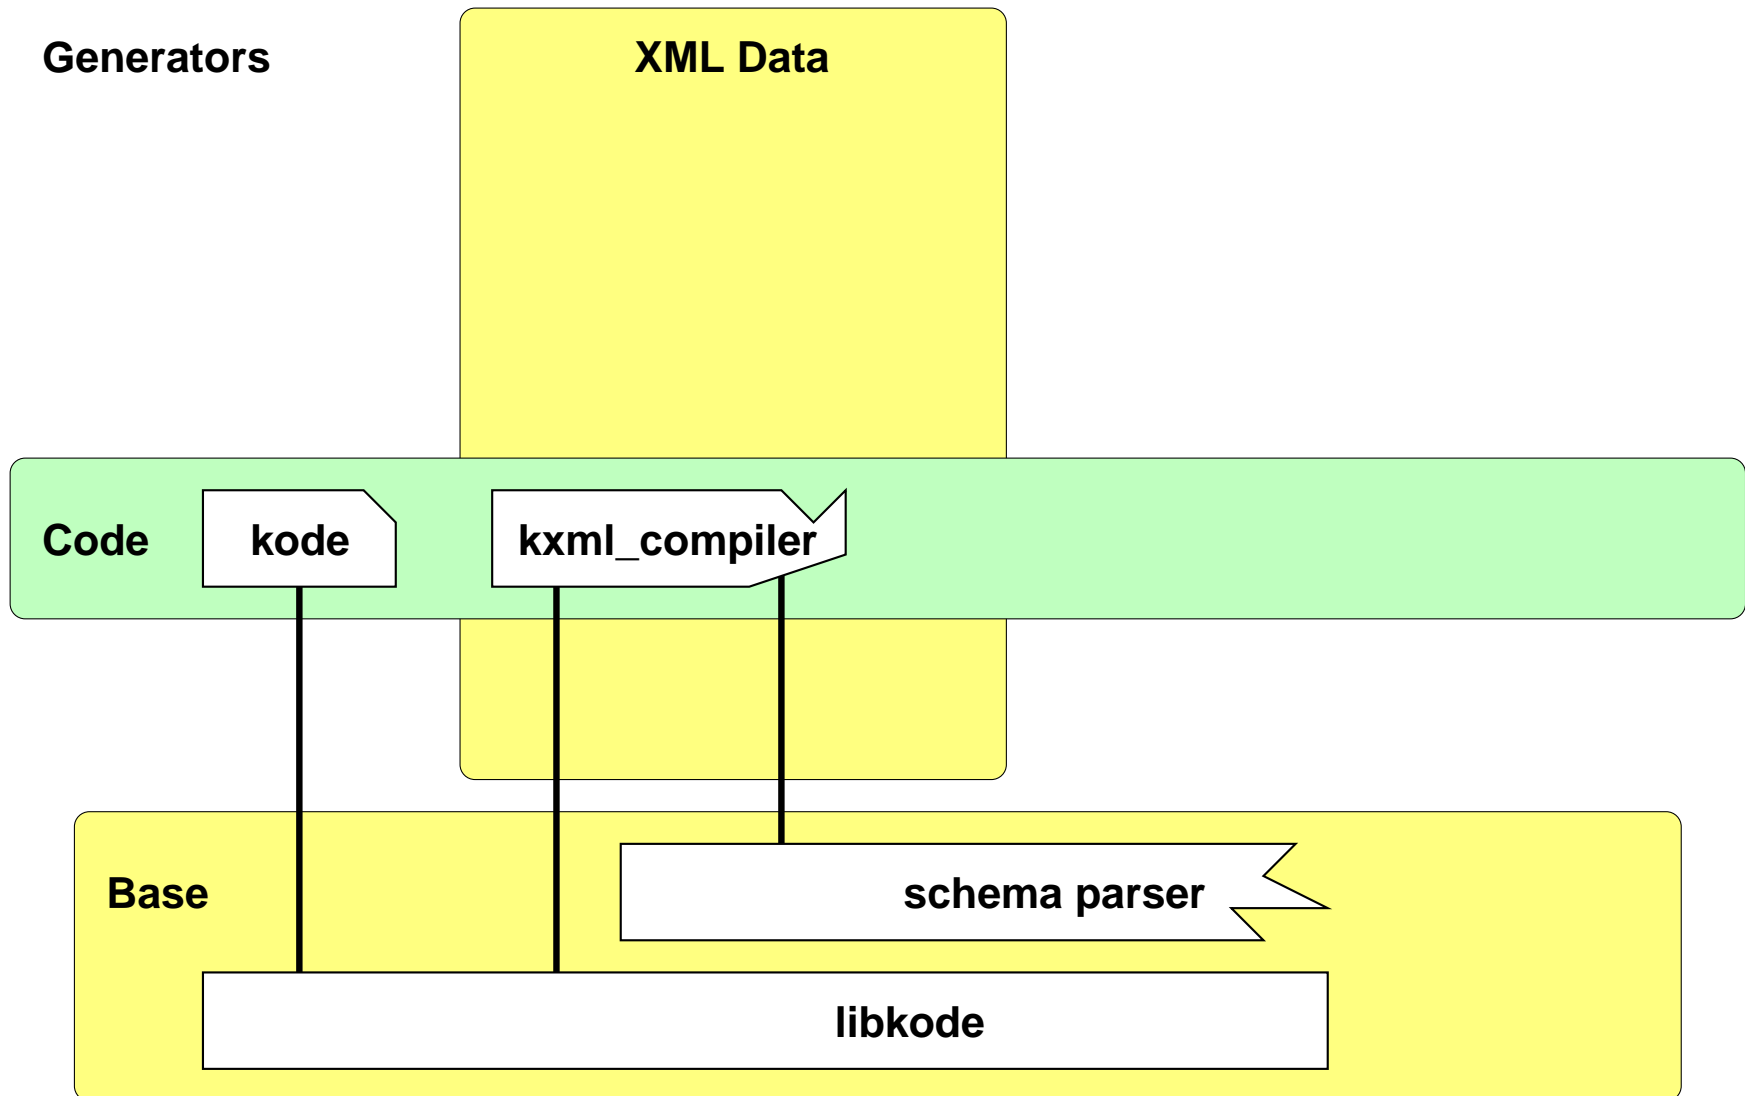 Generators
XML Data
Code
kode
kxml_compiler
Base
schema parser
libkode